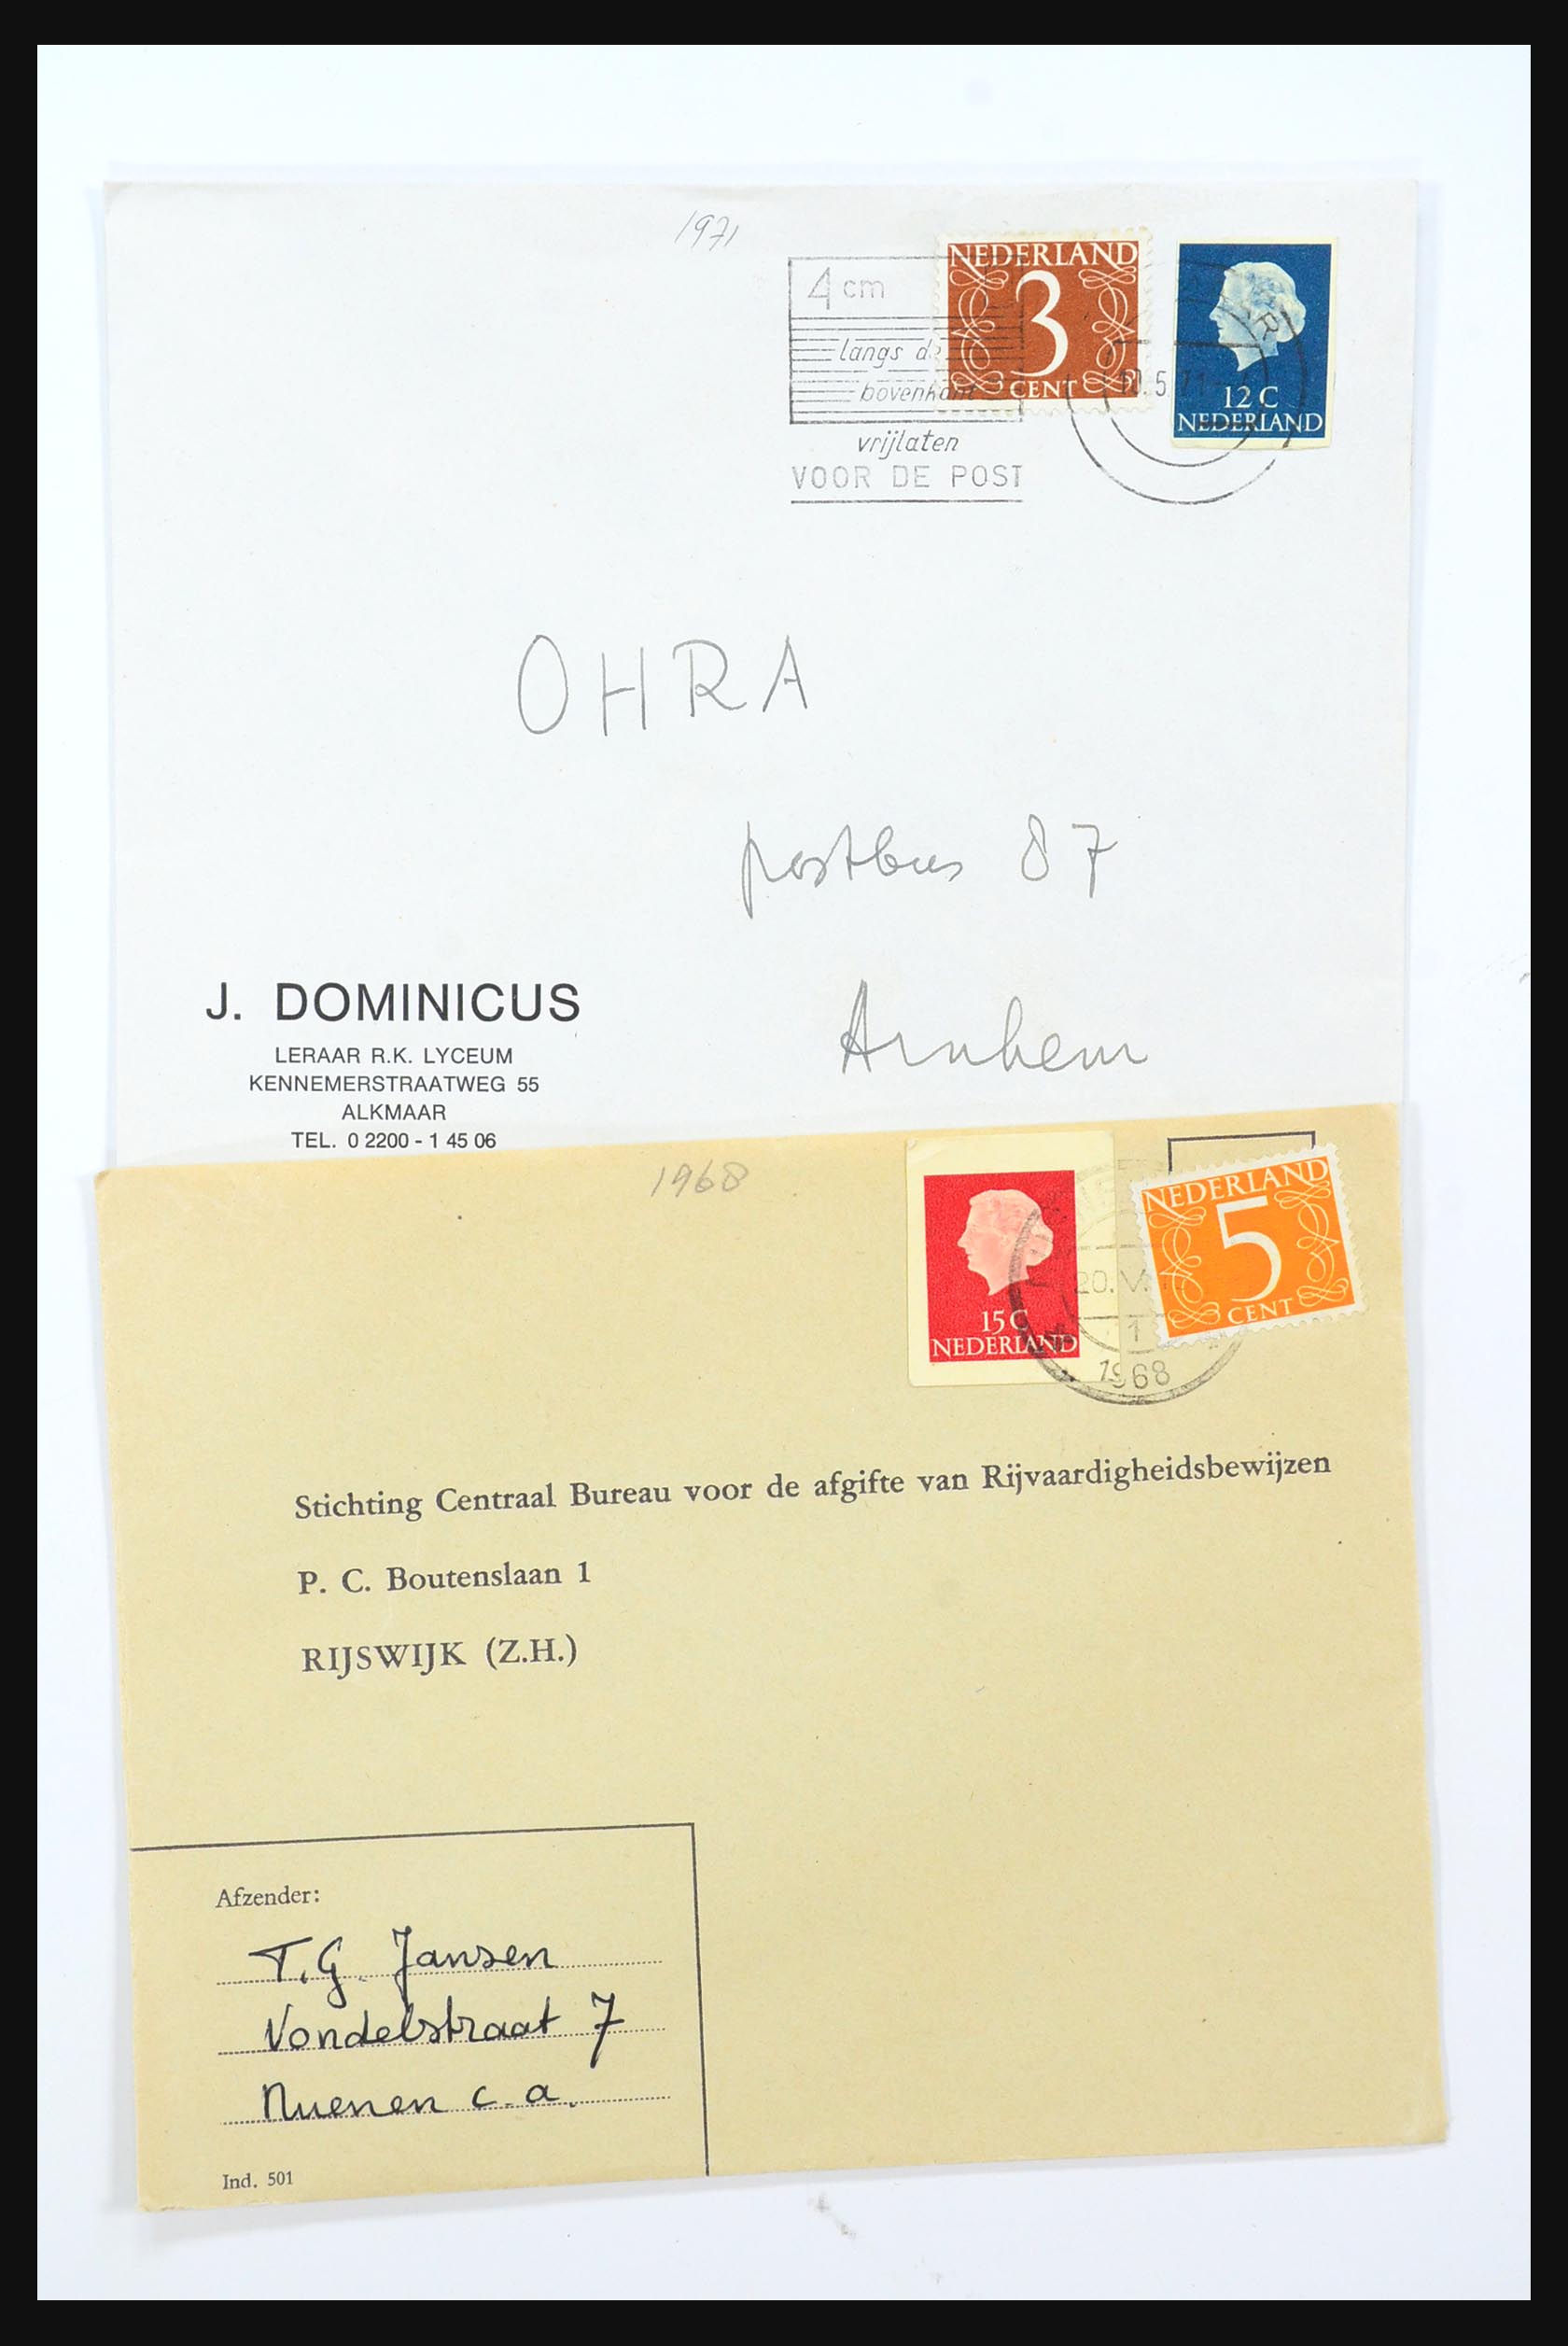 1971
4 cm
langs de
bovenkant
vrijlaten
VOOR DE POST
NEDERLAND
3
CENT
12 C
NEDERLAND
OHRA
postbus 87
Arnhem
J. DOMINICUS
LERAAR R.K. LYCEUM
KENNEMERSTRAATWEG 55
ALKMAAR
TEL. 0 2200 - 1 45 06
1968
15 C
NEDERLAND
20. V
1
1968
NEDERLAND
5
CENT
Stichting Centraal Bureau voor de afgifte van Rijvaardigheidsbewijzen
P. C. Boutenslaan 1
RIJSWIJK (Z.H.)
Afzender:
T.G. Jansen
Vondelstraat 7
Nuenen c.a.
Ind. 501